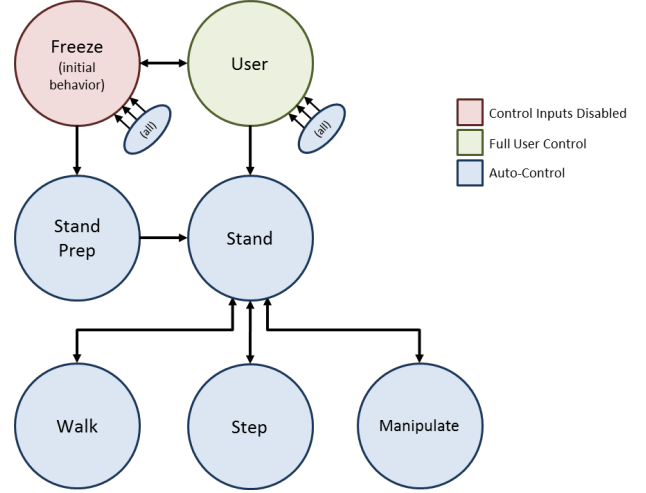 Freeze
(initial
behavior)
User
(all)
(all)
Control Inputs Disabled
Full User Control
Auto-Control
Stand
Prep
Stand
Walk
Step
Manipulate